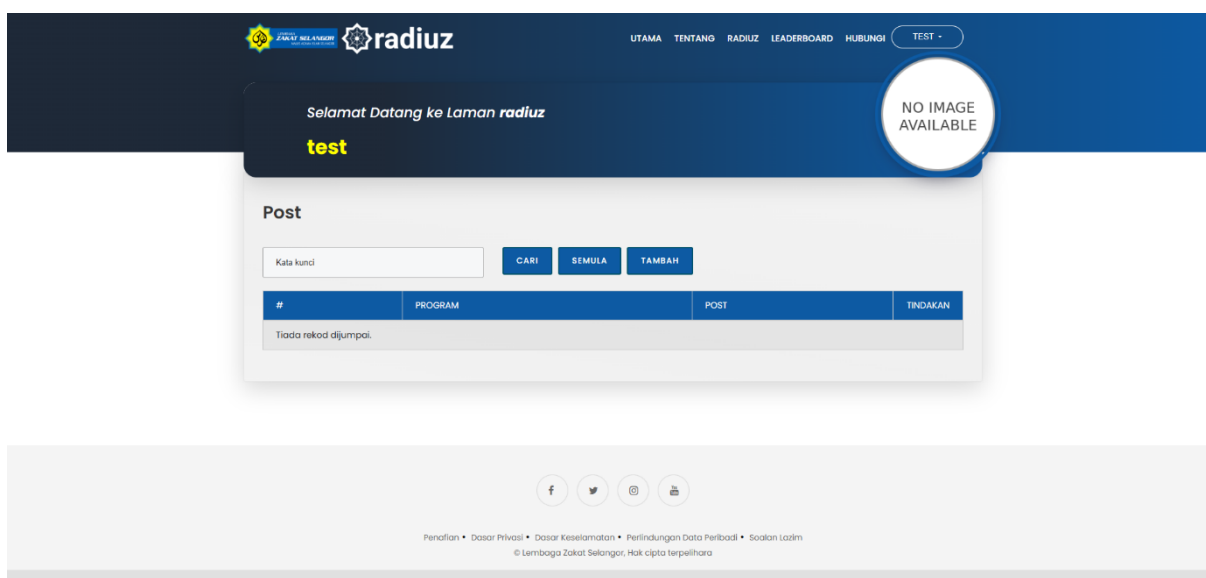 LEMBAGA
ZAKAT SELANGOR
radiuz
UTAMA TENTANG RADIUZ LEADERBOARD HUBUNGI TEST
NO IMAGE
AVAILABLE
Selamat Datang ke Laman radiuz
test
Post
Kata kunci CARI SEMULA TAMBAH
# PROGRAM POST TINDAKAN
Tiada rekod dijumpai.
Penafian • Dasar Privasi • Dasar Keselamatan • Perlindungan Data Peribadi • Soalan Lazim
© Lembaga Zakat Selangor, Hak cipta terpelihara